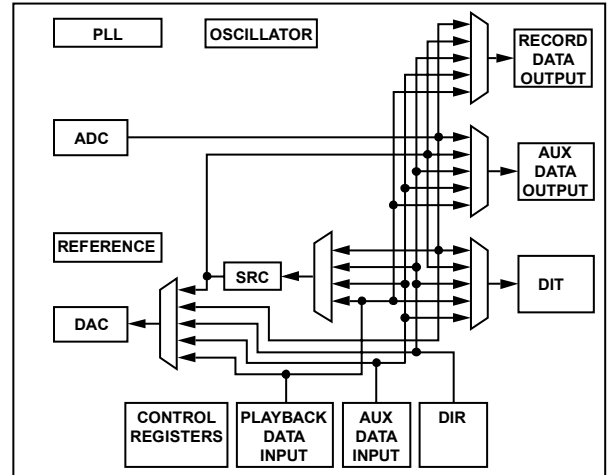 PLL
OSCILLATOR
RECORD
DATA
OUTPUT
ADC
AUX
DATA
OUTPUT
REFERENCE
SRC
DIT
DAC
CONTROL
REGISTERS
PLAYBACK
DATA
INPUT
AUX
DATA
INPUT
DIR